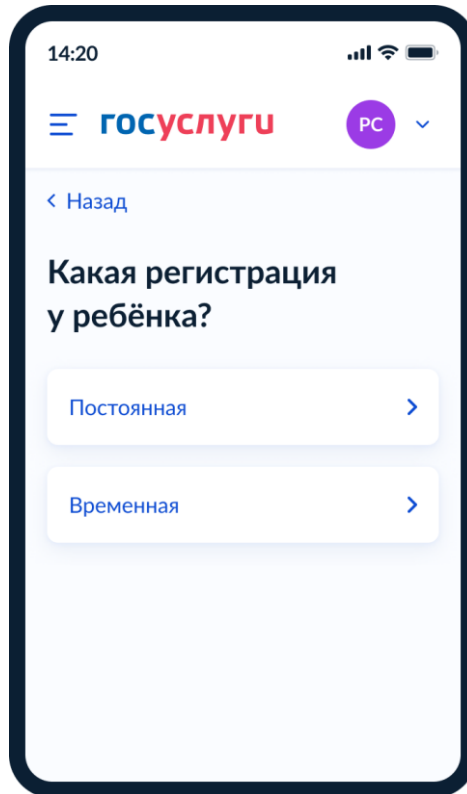 14:20
госуслуги
РС
Назад
Какая регистрация
у ребёнка?
Постоянная
Временная